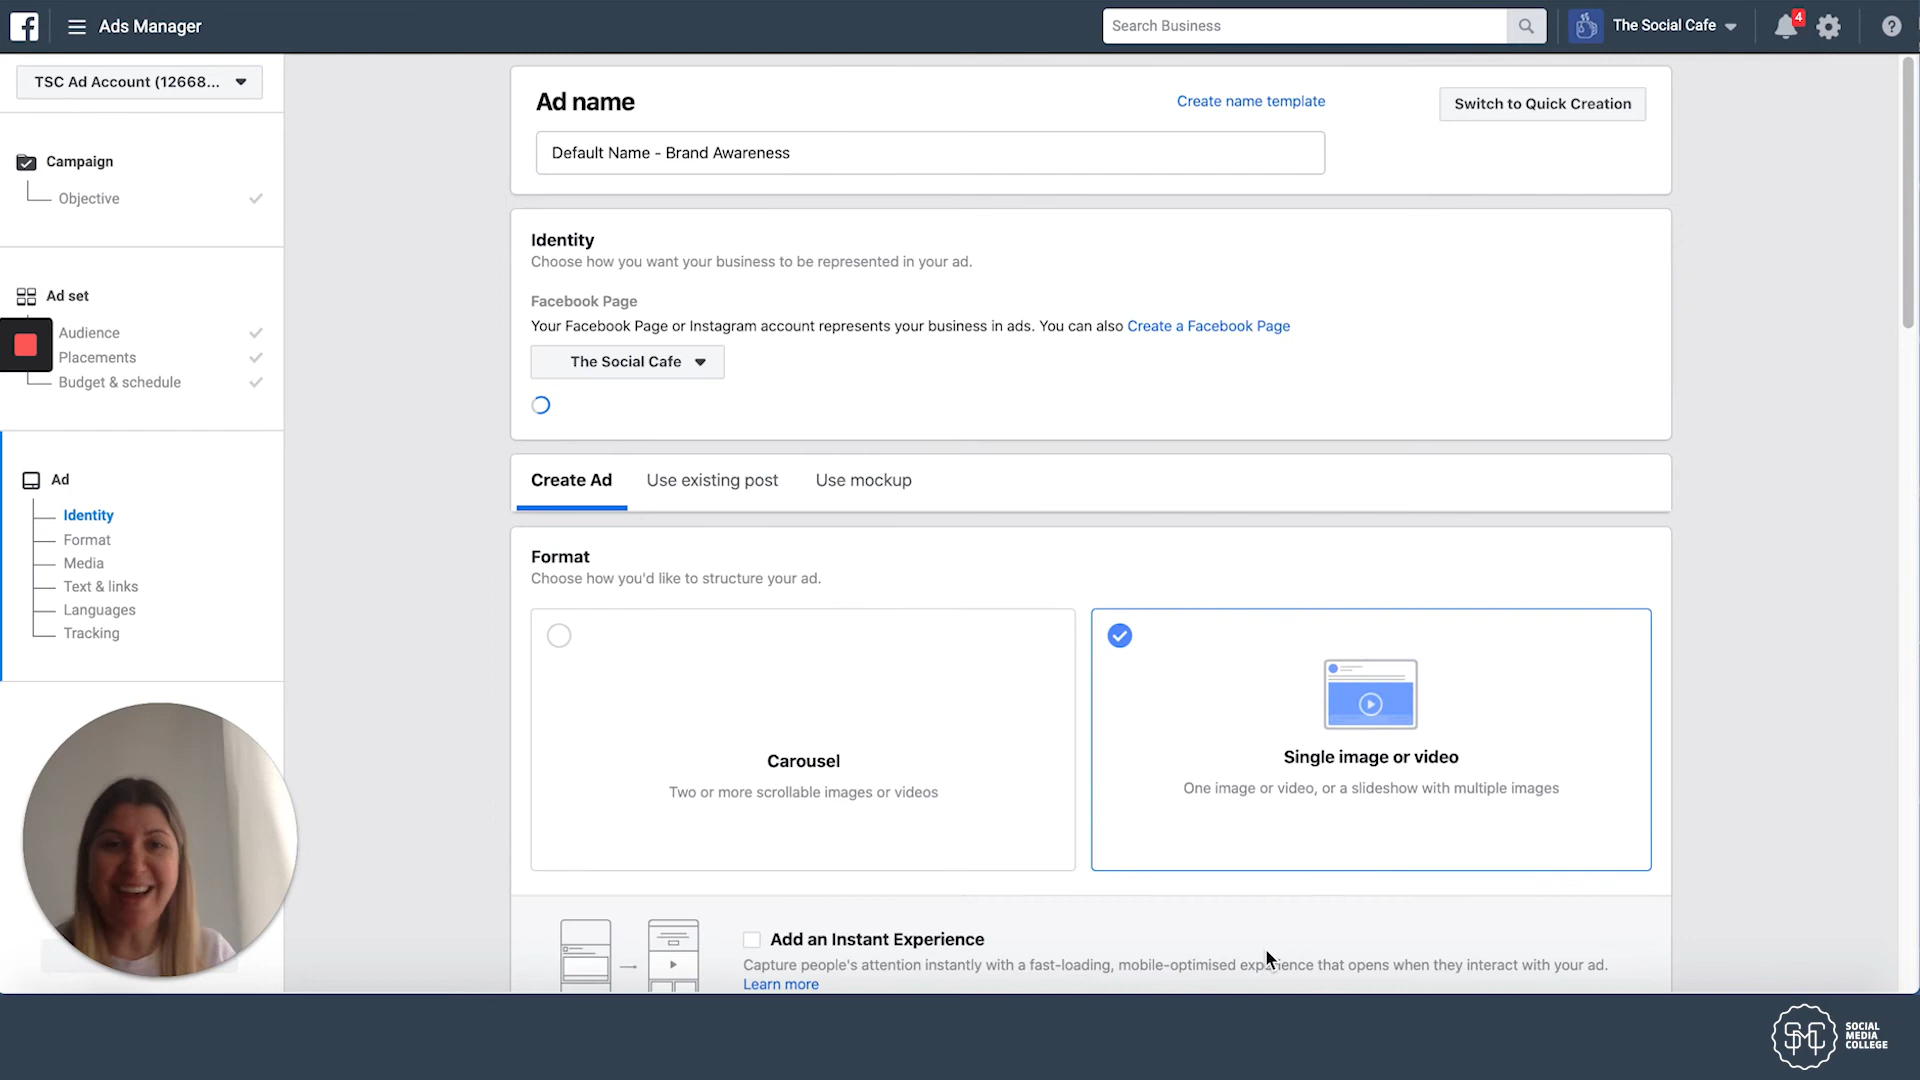 Ads Manager
Search Business
The Social Cafe
4
?
TSC Ad Account (12668...
Campaign
Objective
Ad set
Audience
Placements
Budget & schedule
Ad
Identity
Format
Media
Text & links
Languages
Tracking
Ad name
Create name template
Switch to Quick Creation
Default Name - Brand Awareness
Identity
Choose how you want your business to be represented in your ad.
Facebook Page
Your Facebook Page or Instagram account represents your business in ads. You can also Create a Facebook Page
The Social Cafe
Create Ad
Use existing post
Use mockup
Format
Choose how you'd like to structure your ad.
Carousel
Two or more scrollable images or videos
Single image or video
One image or video, or a slideshow with multiple images
Add an Instant Experience
Capture people's attention instantly with a fast-loading, mobile-optimised experience that opens when they interact with your ad.
Learn more
SMC
SOCIAL
MEDIA
COLLEGE